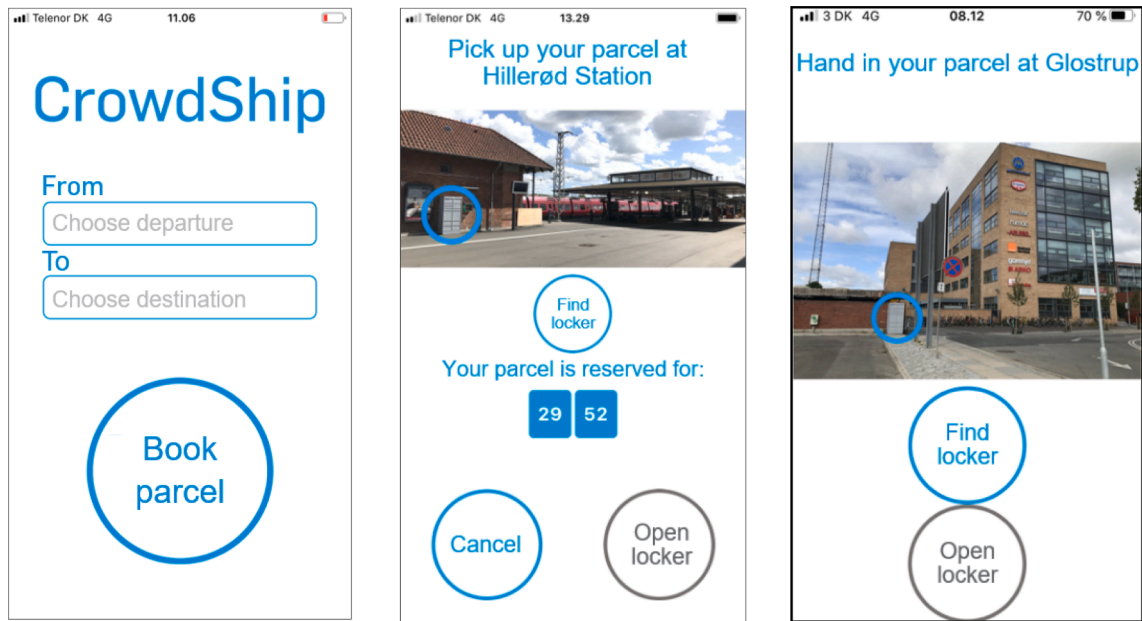 Telenor DK 4G 11.06
CrowdShip
From
Choose departure
To
Choose destination
Book
parcel
Telenor DK 4G 13.29
Pick up your parcel at
Hillerød Station
Find
locker
Your parcel is reserved for:
29 52
Cancel
Open
locker
3 DK 4G 08.12 70 %
Hand in your parcel at Glostrup
Find
locker
Open
locker